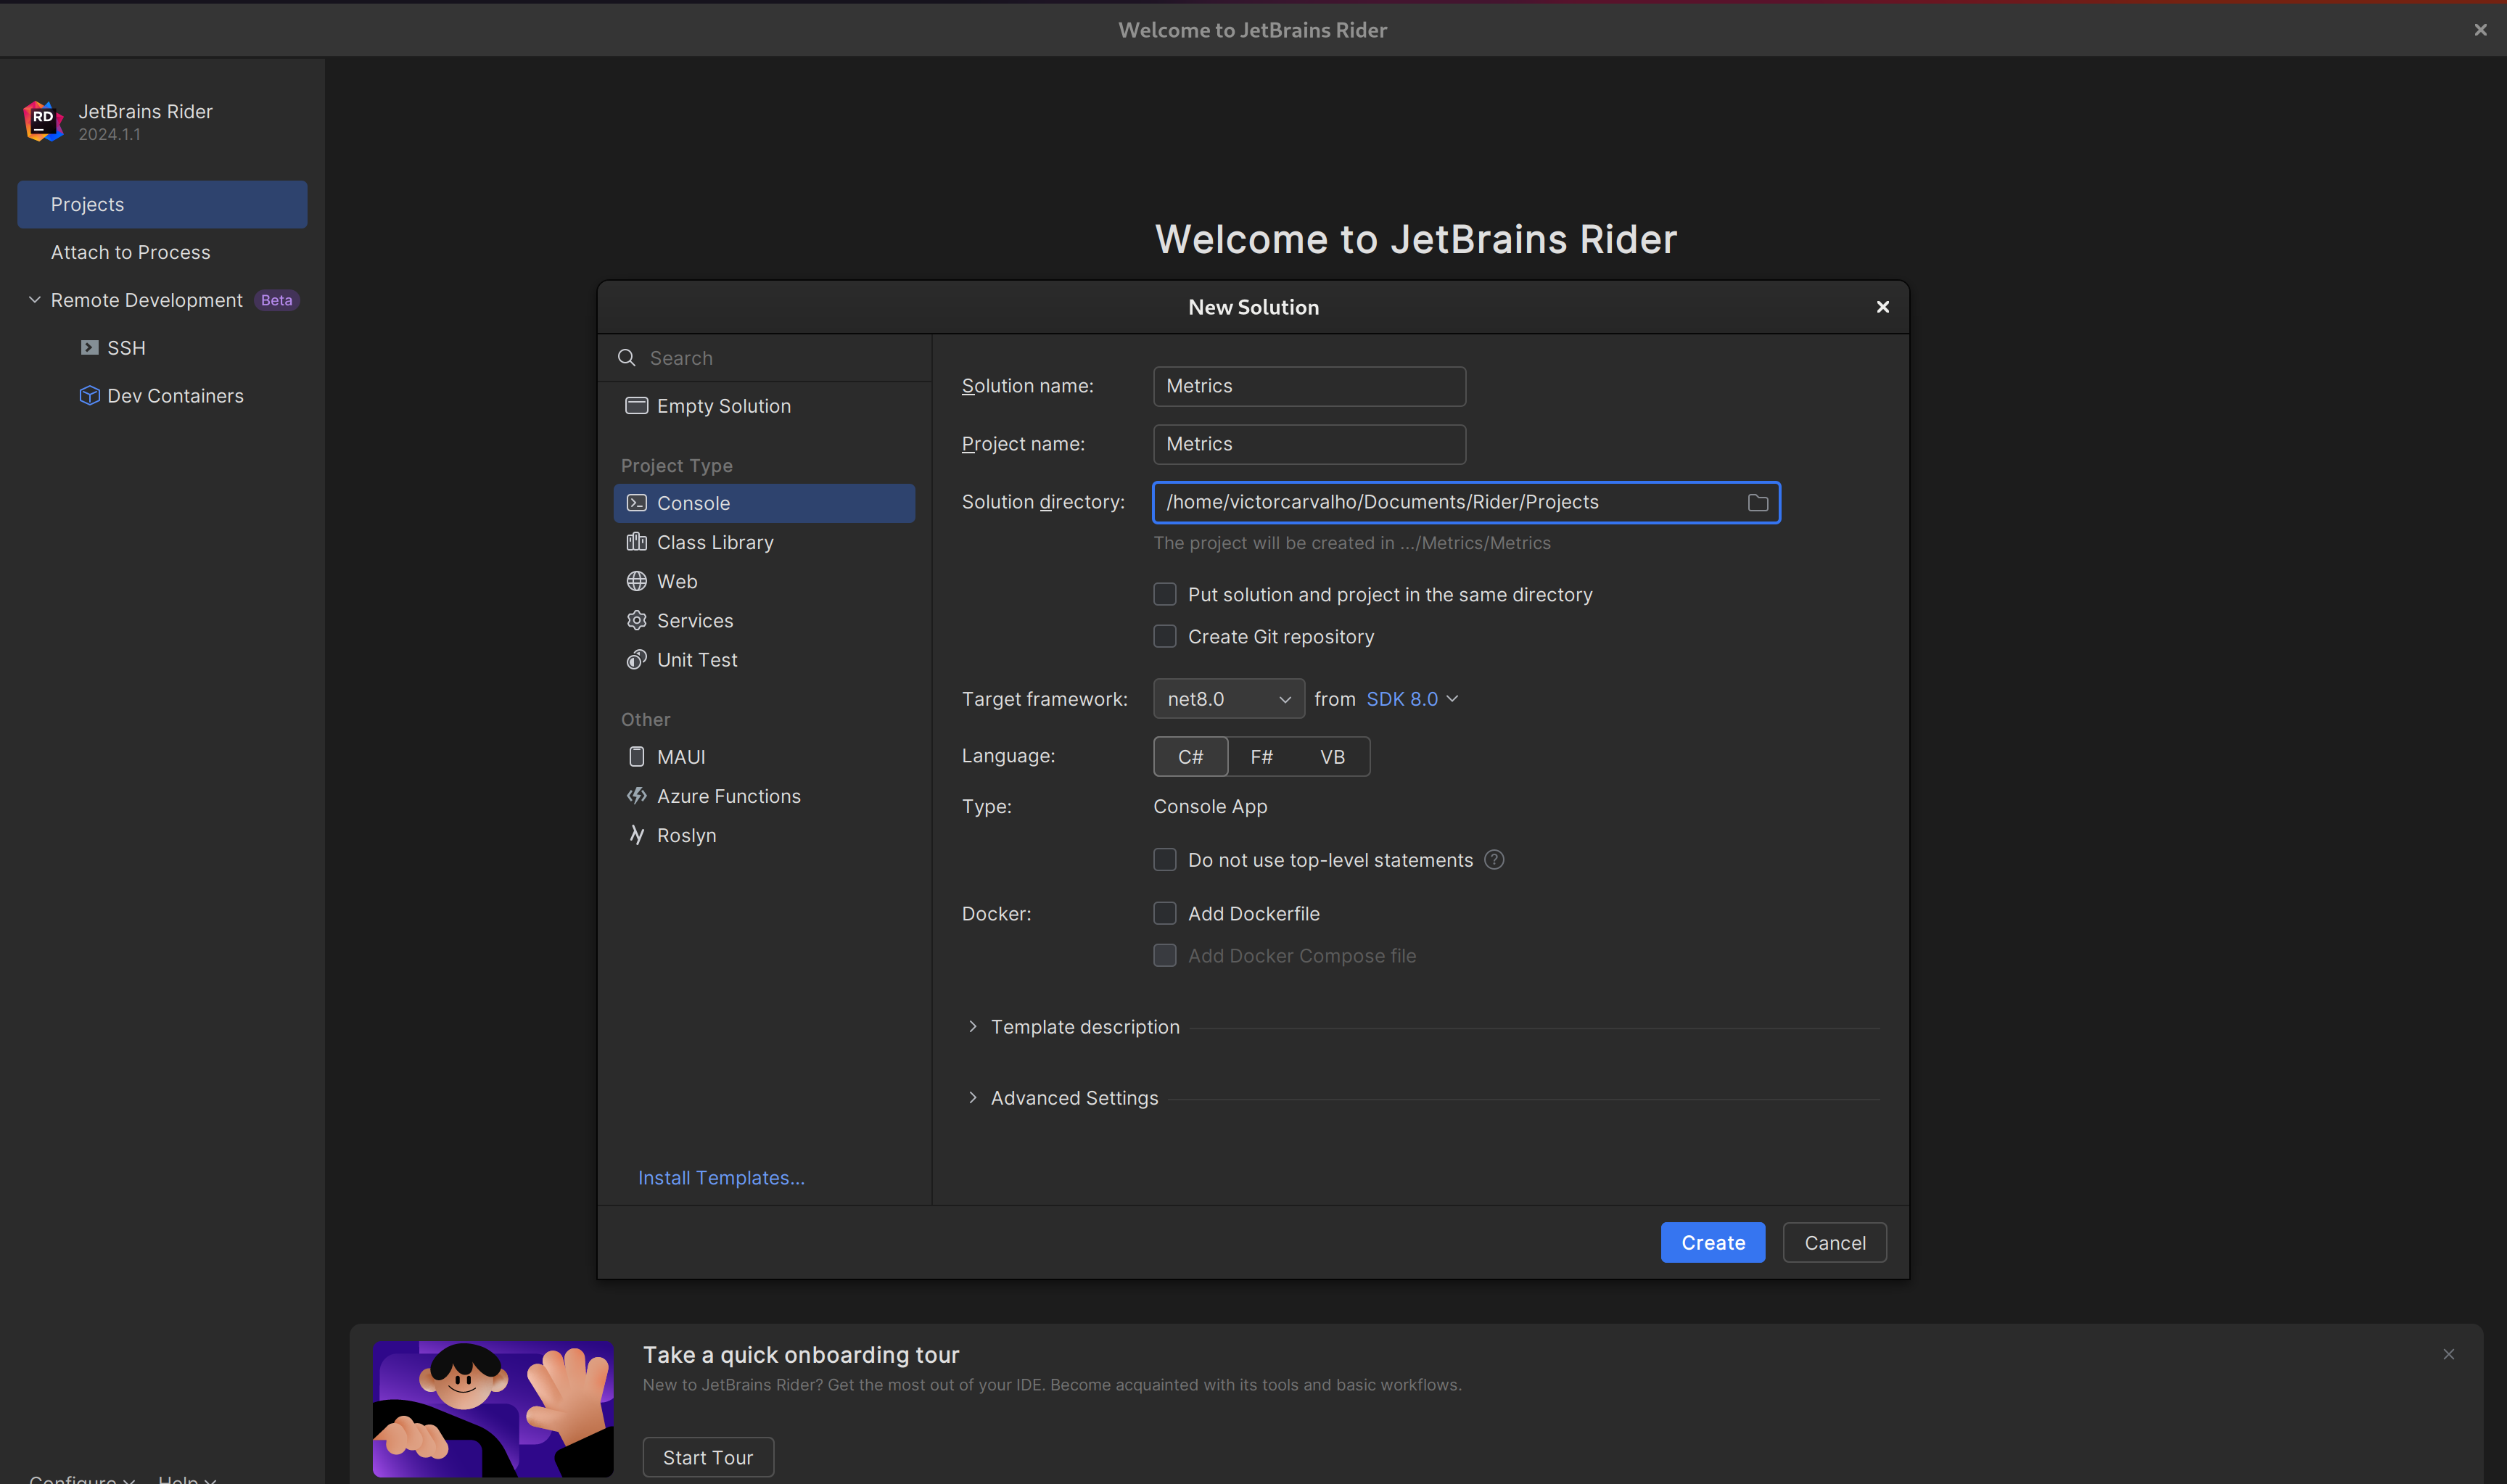 Welcome to JetBrains Rider
RD
JetBrains Rider
2024.1.1
Projects
Attach to Process
Remote Development Beta
SSH
Dev Containers
Welcome to JetBrains Rider
New Solution
Search
Empty Solution
Project Type
Console
Class Library
Web
Services
Unit Test
Other
MAUI
Azure Functions
Roslyn
Install Templates...
Solution name: Metrics
Project name: Metrics
Solution directory: /home/victorcarvalho/Documents/Rider/Projects
The project will be created in .../Metrics/Metrics
Put solution and project in the same directory
Create Git repository
Target framework: net8.0 from SDK 8.0
Language: C# F# VB
Type: Console App
Do not use top-level statements ?
Docker: Add Dockerfile
Add Docker Compose file
Template description
Advanced Settings
Create Cancel
Take a quick onboarding tour
New to JetBrains Rider? Get the most out of your IDE. Become acquainted with its tools and basic workflows.
Start Tour
Configure Help